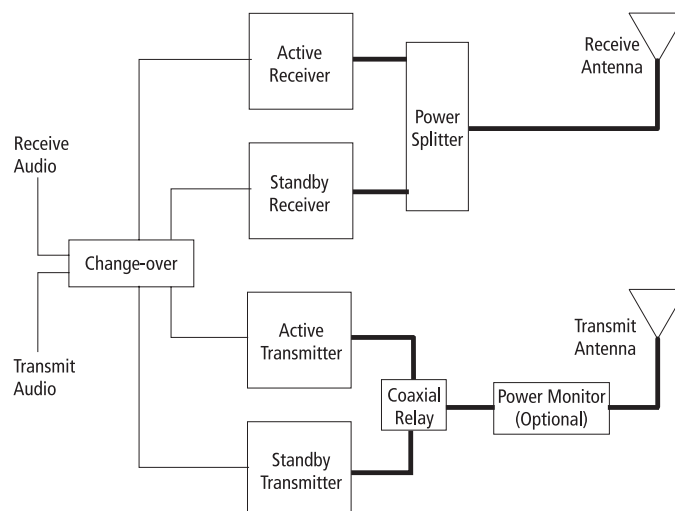 Active
Receiver
Receive
Antenna
Power
Splitter
Receive
Audio
Standby
Receiver
Change-over
Active
Transmitter
Transmit
Antenna
Transmit
Audio
Coaxial
Relay
Power Monitor
(Optional)
Standby
Transmitter